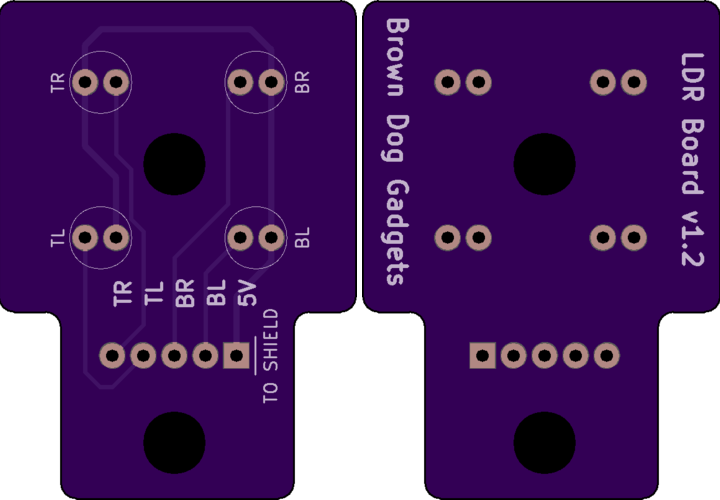 TR
BR
TL
BL
TR
TL
BR
BL
5V
TO SHIELD
Brown Dog Gadgets
LDR Board v1.2